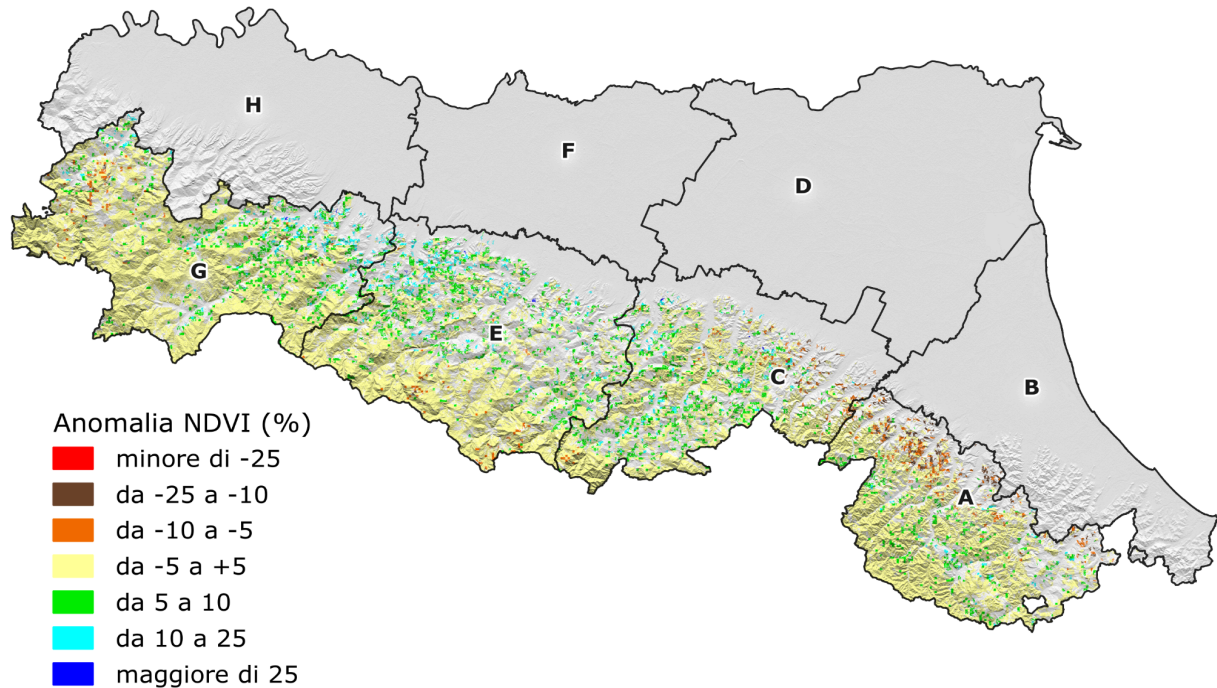 H
F
D
G
E
C
B
A
Anomalia NDVI (%)
minore di -25
da -25 a -10
da -10 a -5
da -5 a +5
da 5 a 10
da 10 a 25
maggiore di 25